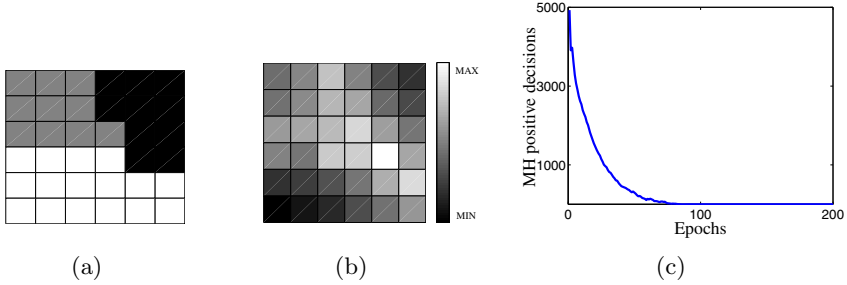 MAX
MIN
5000
3000
1000
0
100
200
MH positive decisions
Epochs
(a)
(b)
(c)